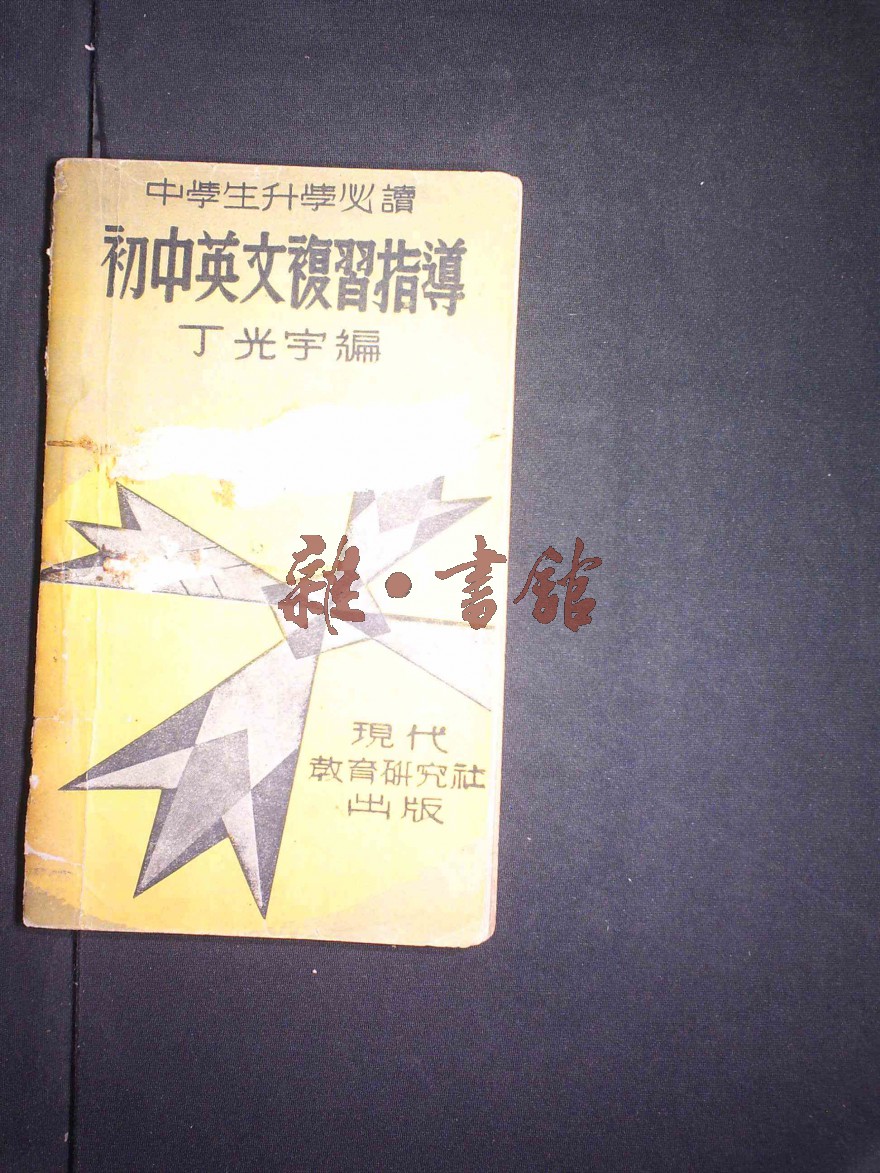 中學生升學必讀
初中英文複習指導
丁光宇編
雜·書館
現代
教育研究社
出版